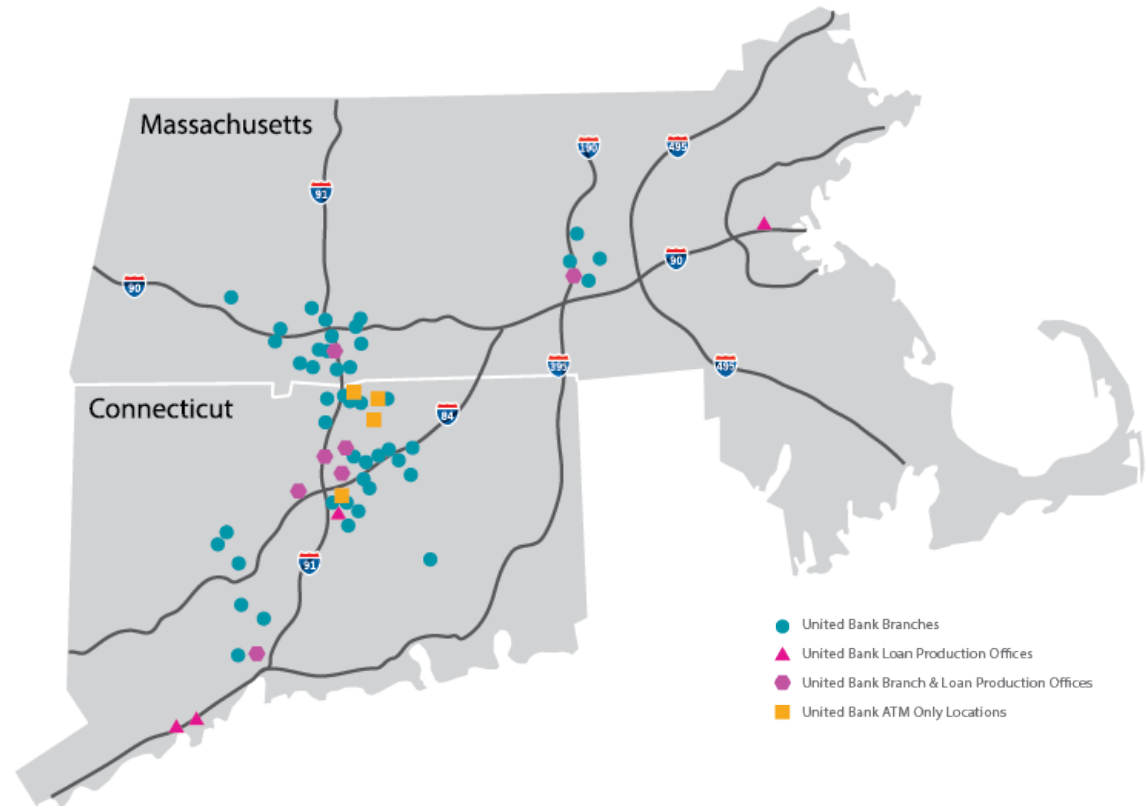 Massachusetts
190
495
91
90
90
395
495
Connecticut
84
91
United Bank Branches
United Bank Loan Production Offices
United Bank Branch & Loan Production Offices
United Bank ATM Only Locations